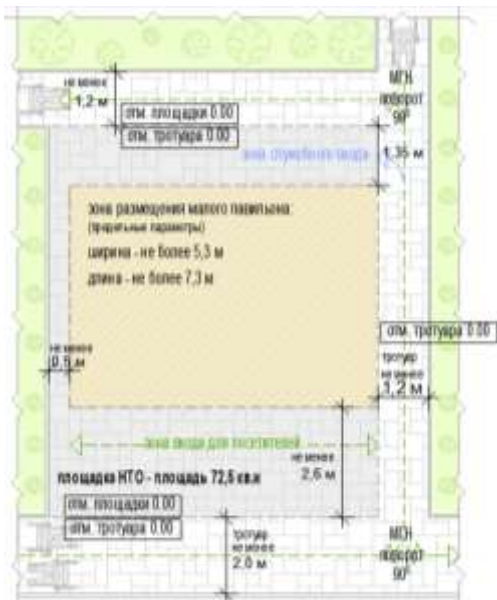 не менее
1,2 м
МГН
поворот
90⁰
отм. площадки 0.00
отм. тротуара 0.00
зона служебного входа
1,35 м
зона размещения малого павильона
(предельные параметры)
ширина - не более 5,3 м
длина - не более 7,3 м
отм. тротуара 0.00
не менее
0,5 м
тротуар
не менее
1,2 м
зона входа для посетителей
не менее
2,6 м
площадка НТО - площадь 72,5 кв.м
отм. площадки 0.00
отм. тротуара 0.00
тротуар
не менее
2,0 м
МГН
поворот
90⁰